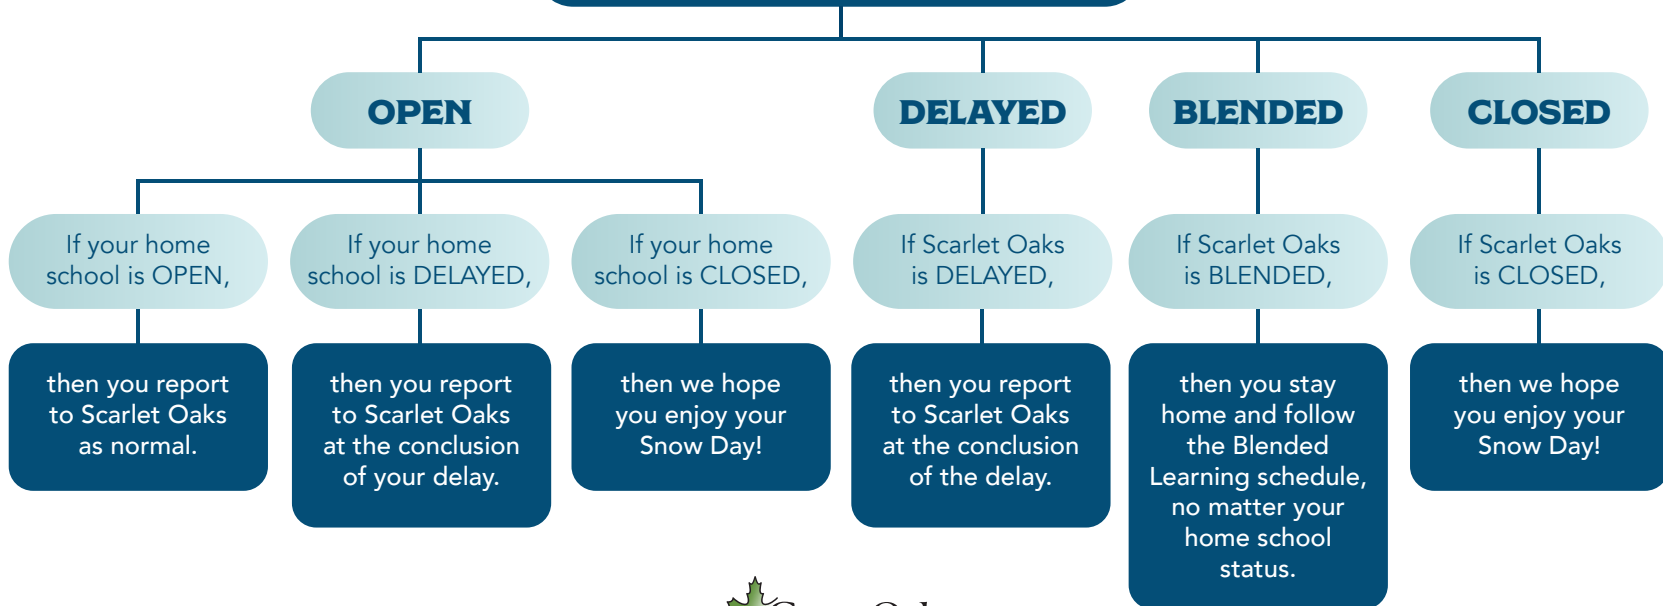 OPEN
DELAYED
BLENDED
CLOSED
If your home
school is OPEN,
If your home
school is DELAYED,
If your home
school is CLOSED,
If Scarlet Oaks
is DELAYED,
If Scarlet Oaks
is BLENDED,
If Scarlet Oaks
is CLOSED,
then you report
to Scarlet Oaks
as normal.
then you report
to Scarlet Oaks
at the conclusion
of your delay.
then we hope
you enjoy your
Snow Day!
then you report
to Scarlet Oaks
at the conclusion
of the delay.
then you stay
home and follow
the Blended
Learning schedule,
no matter your
home school
status.
then we hope
you enjoy your
Snow Day!